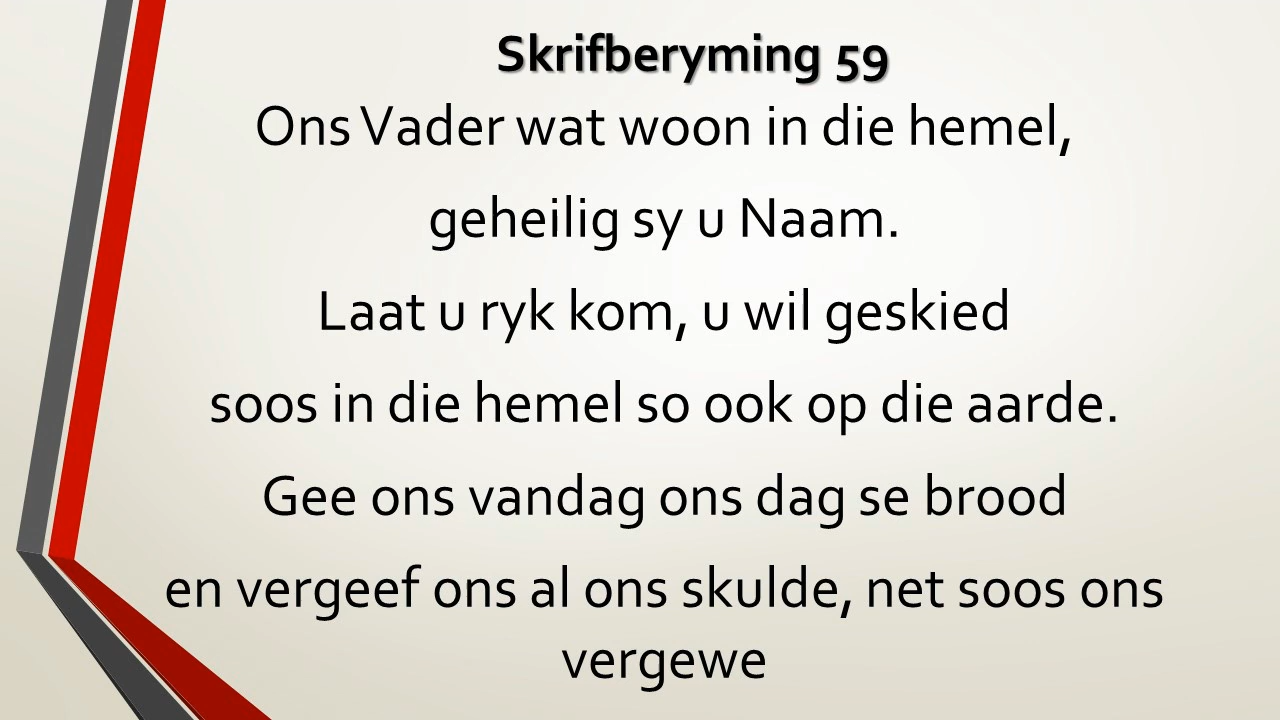 Skrifberyming 59
Ons Vader wat woon in die hemel,
geheilig sy u Naam.
Laat u ryk kom, u wil geskied
soos in die hemel so ook op die aarde.
Gee ons vandag ons dag se brood
en vergeef ons al ons skulde, net soos ons
vergewe